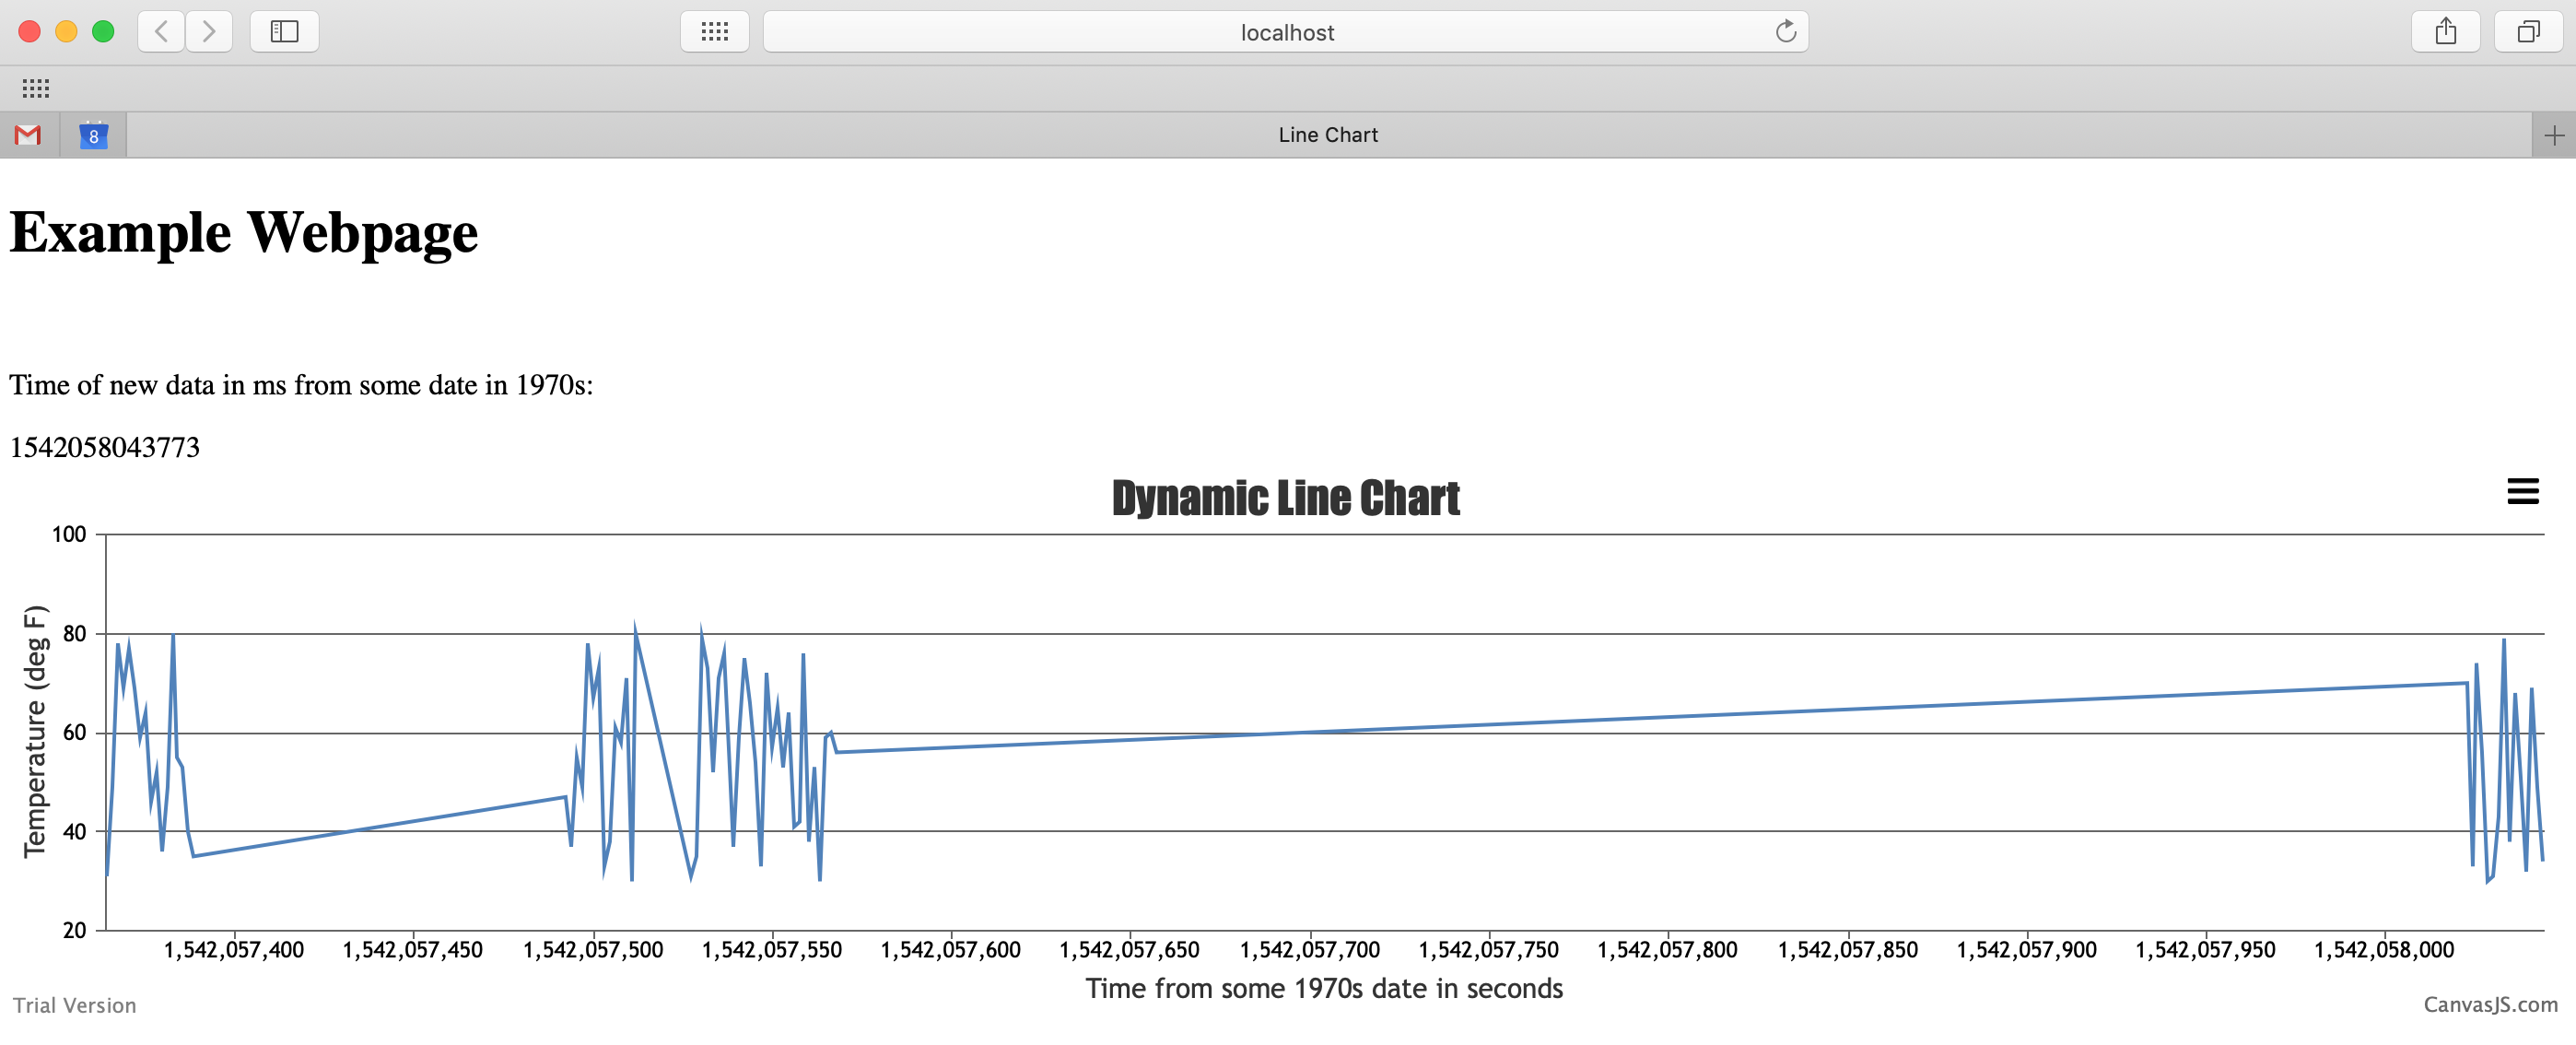 localhost
8
Line Chart
Example Webpage
Time of new data in ms from some date in 1970s:
1542058043773
Dynamic Line Chart
100
80
60
40
20
Temperature (deg F)
1,542,057,400 1,542,057,450 1,542,057,500 1,542,057,550 1,542,057,600 1,542,057,650 1,542,057,700 1,542,057,750 1,542,057,800 1,542,057,850 1,542,057,900 1,542,057,950 1,542,058,000
Time from some 1970s date in seconds
Trial Version
CanvasJS.com